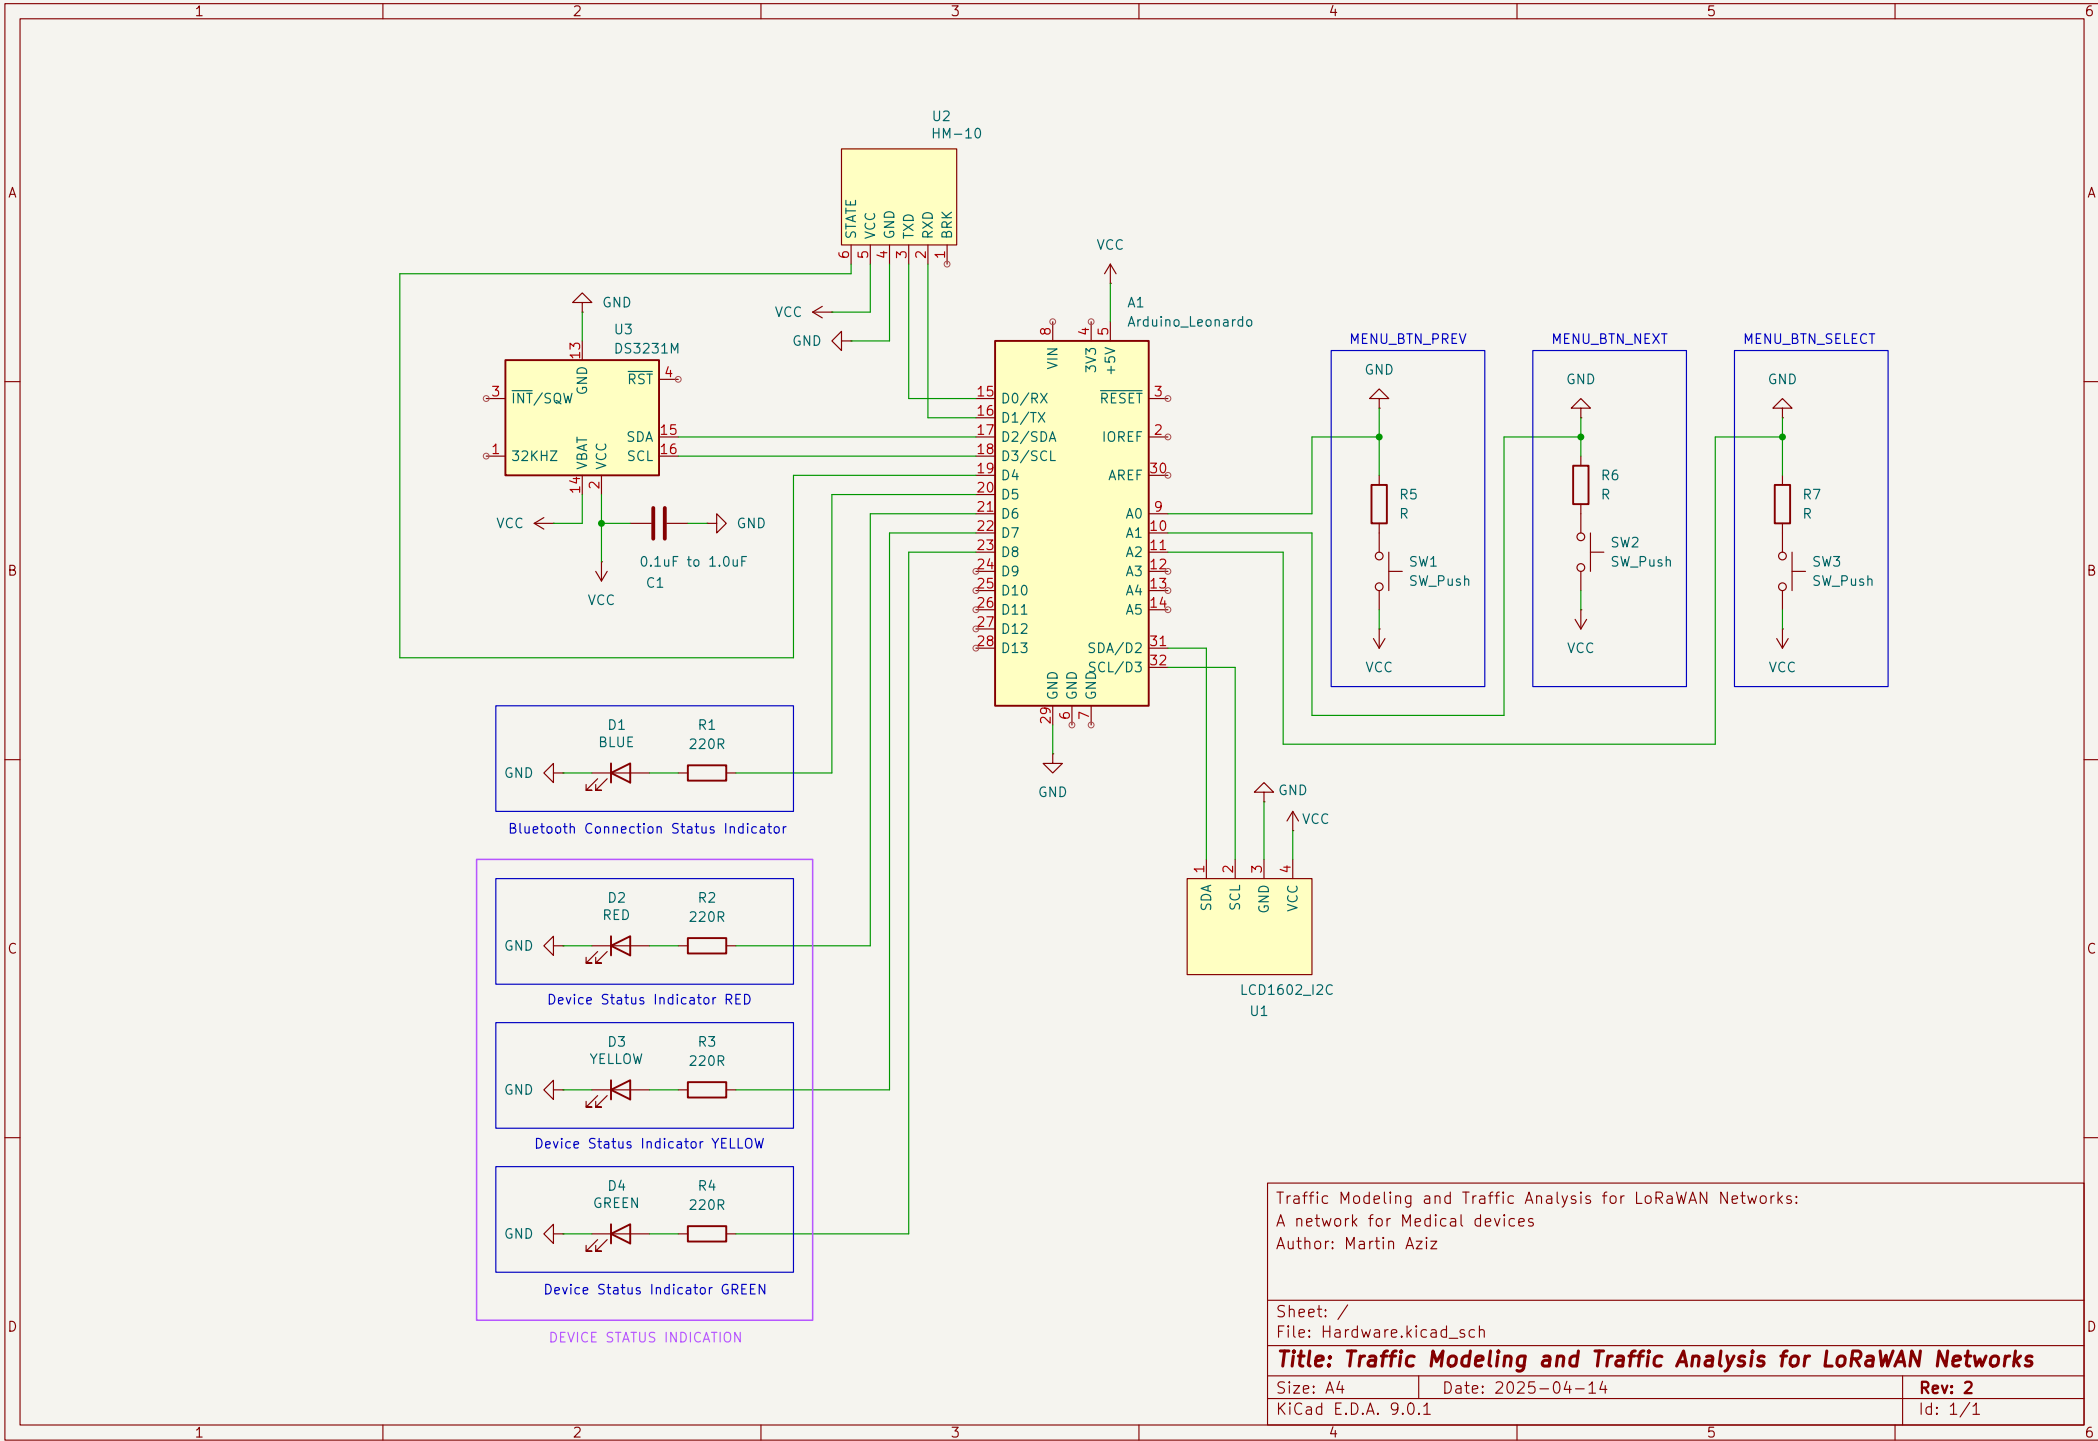 1 2 3 4 5 6
A A
B B
C C
D D
1 2 3 4 5 6
U2
HM-10
STATE VCC GND TXD RXD BRK
6 5 4 3 2 1
VCC
GND
GND
U3
DS3231M
13
GND
RST 4
3 INT/SQW
SDA 15
1 32KHZ
SCL 16
VBAT VCC
14 2
VCC
GND
0.1uF to 1.0uF
C1
VCC
VCC
A1
Arduino_Leonardo
8 4 5
VIN 3V3 +5V
15 D0/RX
16 D1/TX
17 D2/SDA
18 D3/SCL
19 D4
20 D5
21 D6
22 D7
23 D8
24 D9
25 D10
26 D11
27 D12
28 D13
RESET 3
IOREF 2
AREF 30
A0 9
A1 10
A2 11
A3 12
A4 13
A5 14
SDA/D2 31
SCL/D3 32
GND GND GND
29 6 7
GND
MENU_BTN_PREV
GND
R5
R
SW1
SW_Push
VCC
MENU_BTN_NEXT
GND
R6
R
SW2
SW_Push
VCC
MENU_BTN_SELECT
GND
R7
R
SW3
SW_Push
VCC
D1 R1
BLUE 220R
GND
Bluetooth Connection Status Indicator
D2 R2
RED 220R
GND
Device Status Indicator RED
D3 R3
YELLOW 220R
GND
Device Status Indicator YELLOW
D4 R4
GREEN 220R
GND
Device Status Indicator GREEN
DEVICE STATUS INDICATION
GND
VCC
1 2 3 4
SDA SCL GND VCC
LCD1602_I2C
U1
Traffic Modeling and Traffic Analysis for LoRaWAN Networks:
A network for Medical devices
Author: Martin Aziz
Sheet: /
File: Hardware.kicad_sch
Title: Traffic Modeling and Traffic Analysis for LoRaWAN Networks
Size: A4 Date: 2025-04-14 Rev: 2
KiCad E.D.A. 9.0.1 Id: 1/1